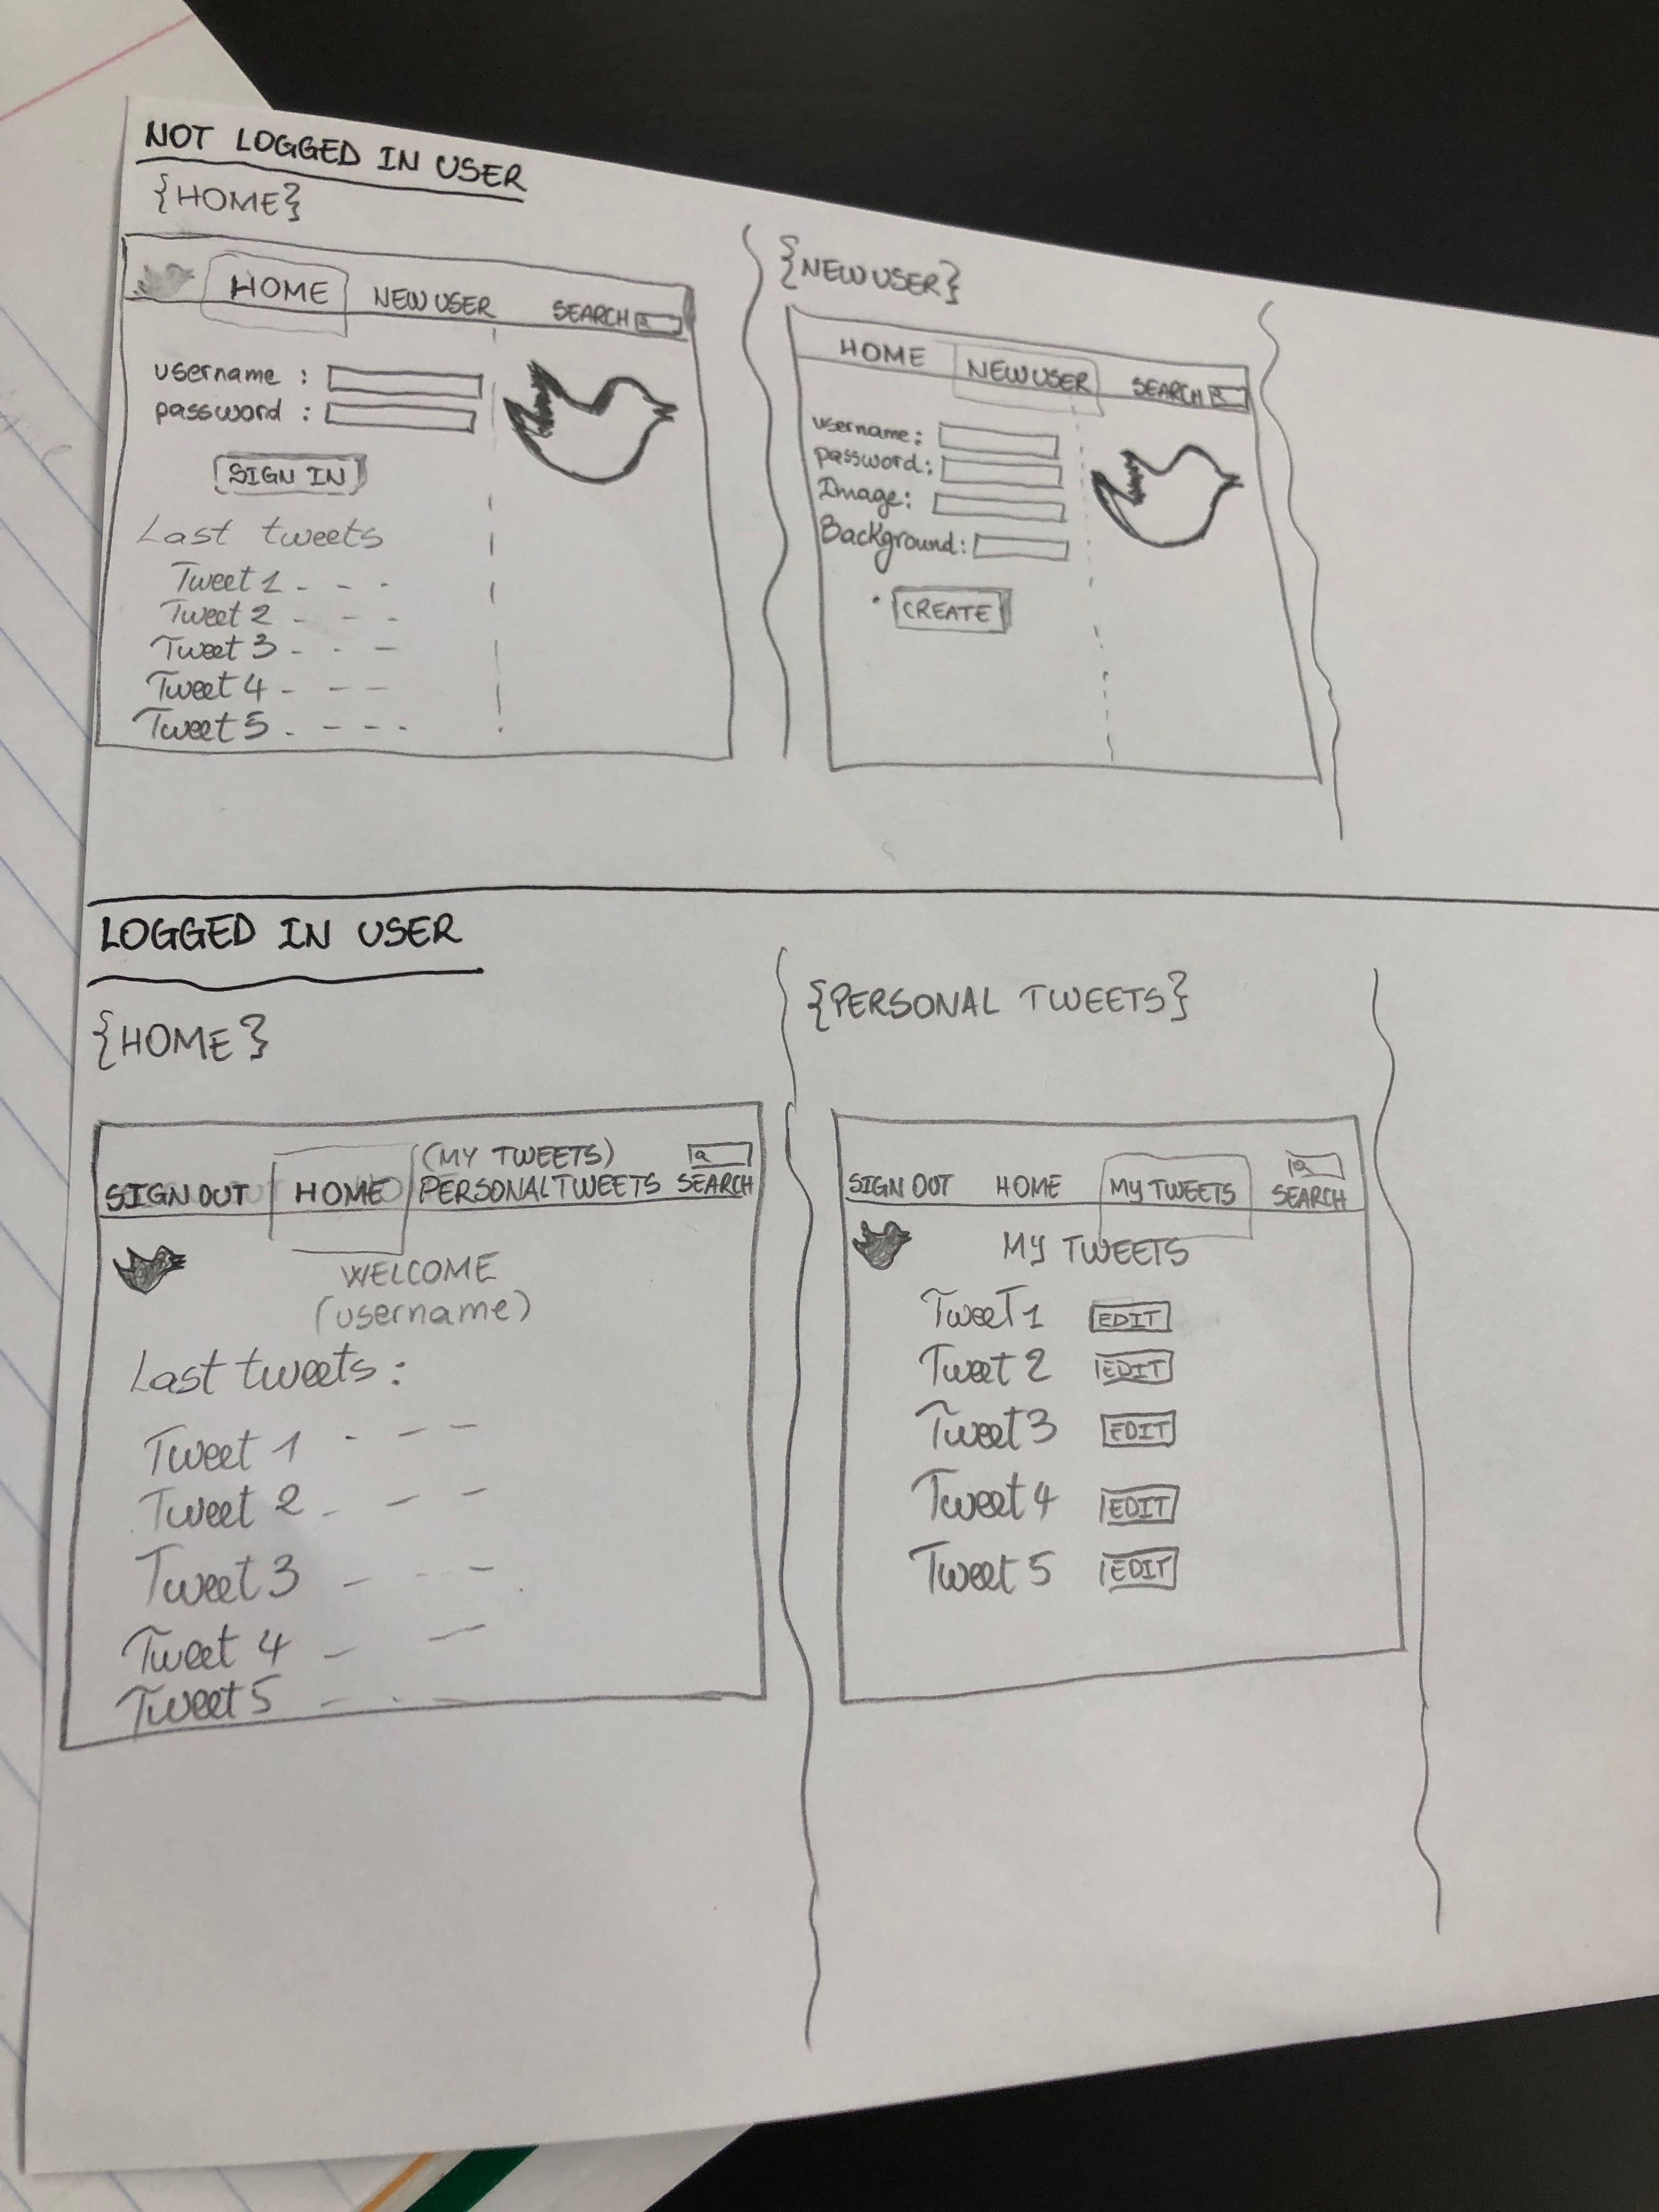 NOT LOGGED IN USER
{HOME}
HOME NEW USER SEARCH
username :
password :
SIGN IN
Last tweets
Tweet 1 - - -
Tweet 2 - - -
Tweet 3 - - -
Tweet 4 - - -
Tweet 5 - - - -
{NEW USER}
HOME NEW USER SEARCH
username:
password:
Image:
Background:
CREATE
LOGGED IN USER
{HOME}
(MY TWEETS)
SIGN OUT HOME PERSONAL TWEETS SEARCH
WELCOME
(username)
Last tweets:
Tweet 1 - - -
Tweet 2 - - -
Tweet 3 - - -
Tweet 4 - -
Tweet 5 - - -
{PERSONAL TWEETS}
SIGN OUT HOME MY TWEETS SEARCH
MY TWEETS
Tweet 1 EDIT
Tweet 2 EDIT
Tweet 3 EDIT
Tweet 4 EDIT
Tweet 5 EDIT